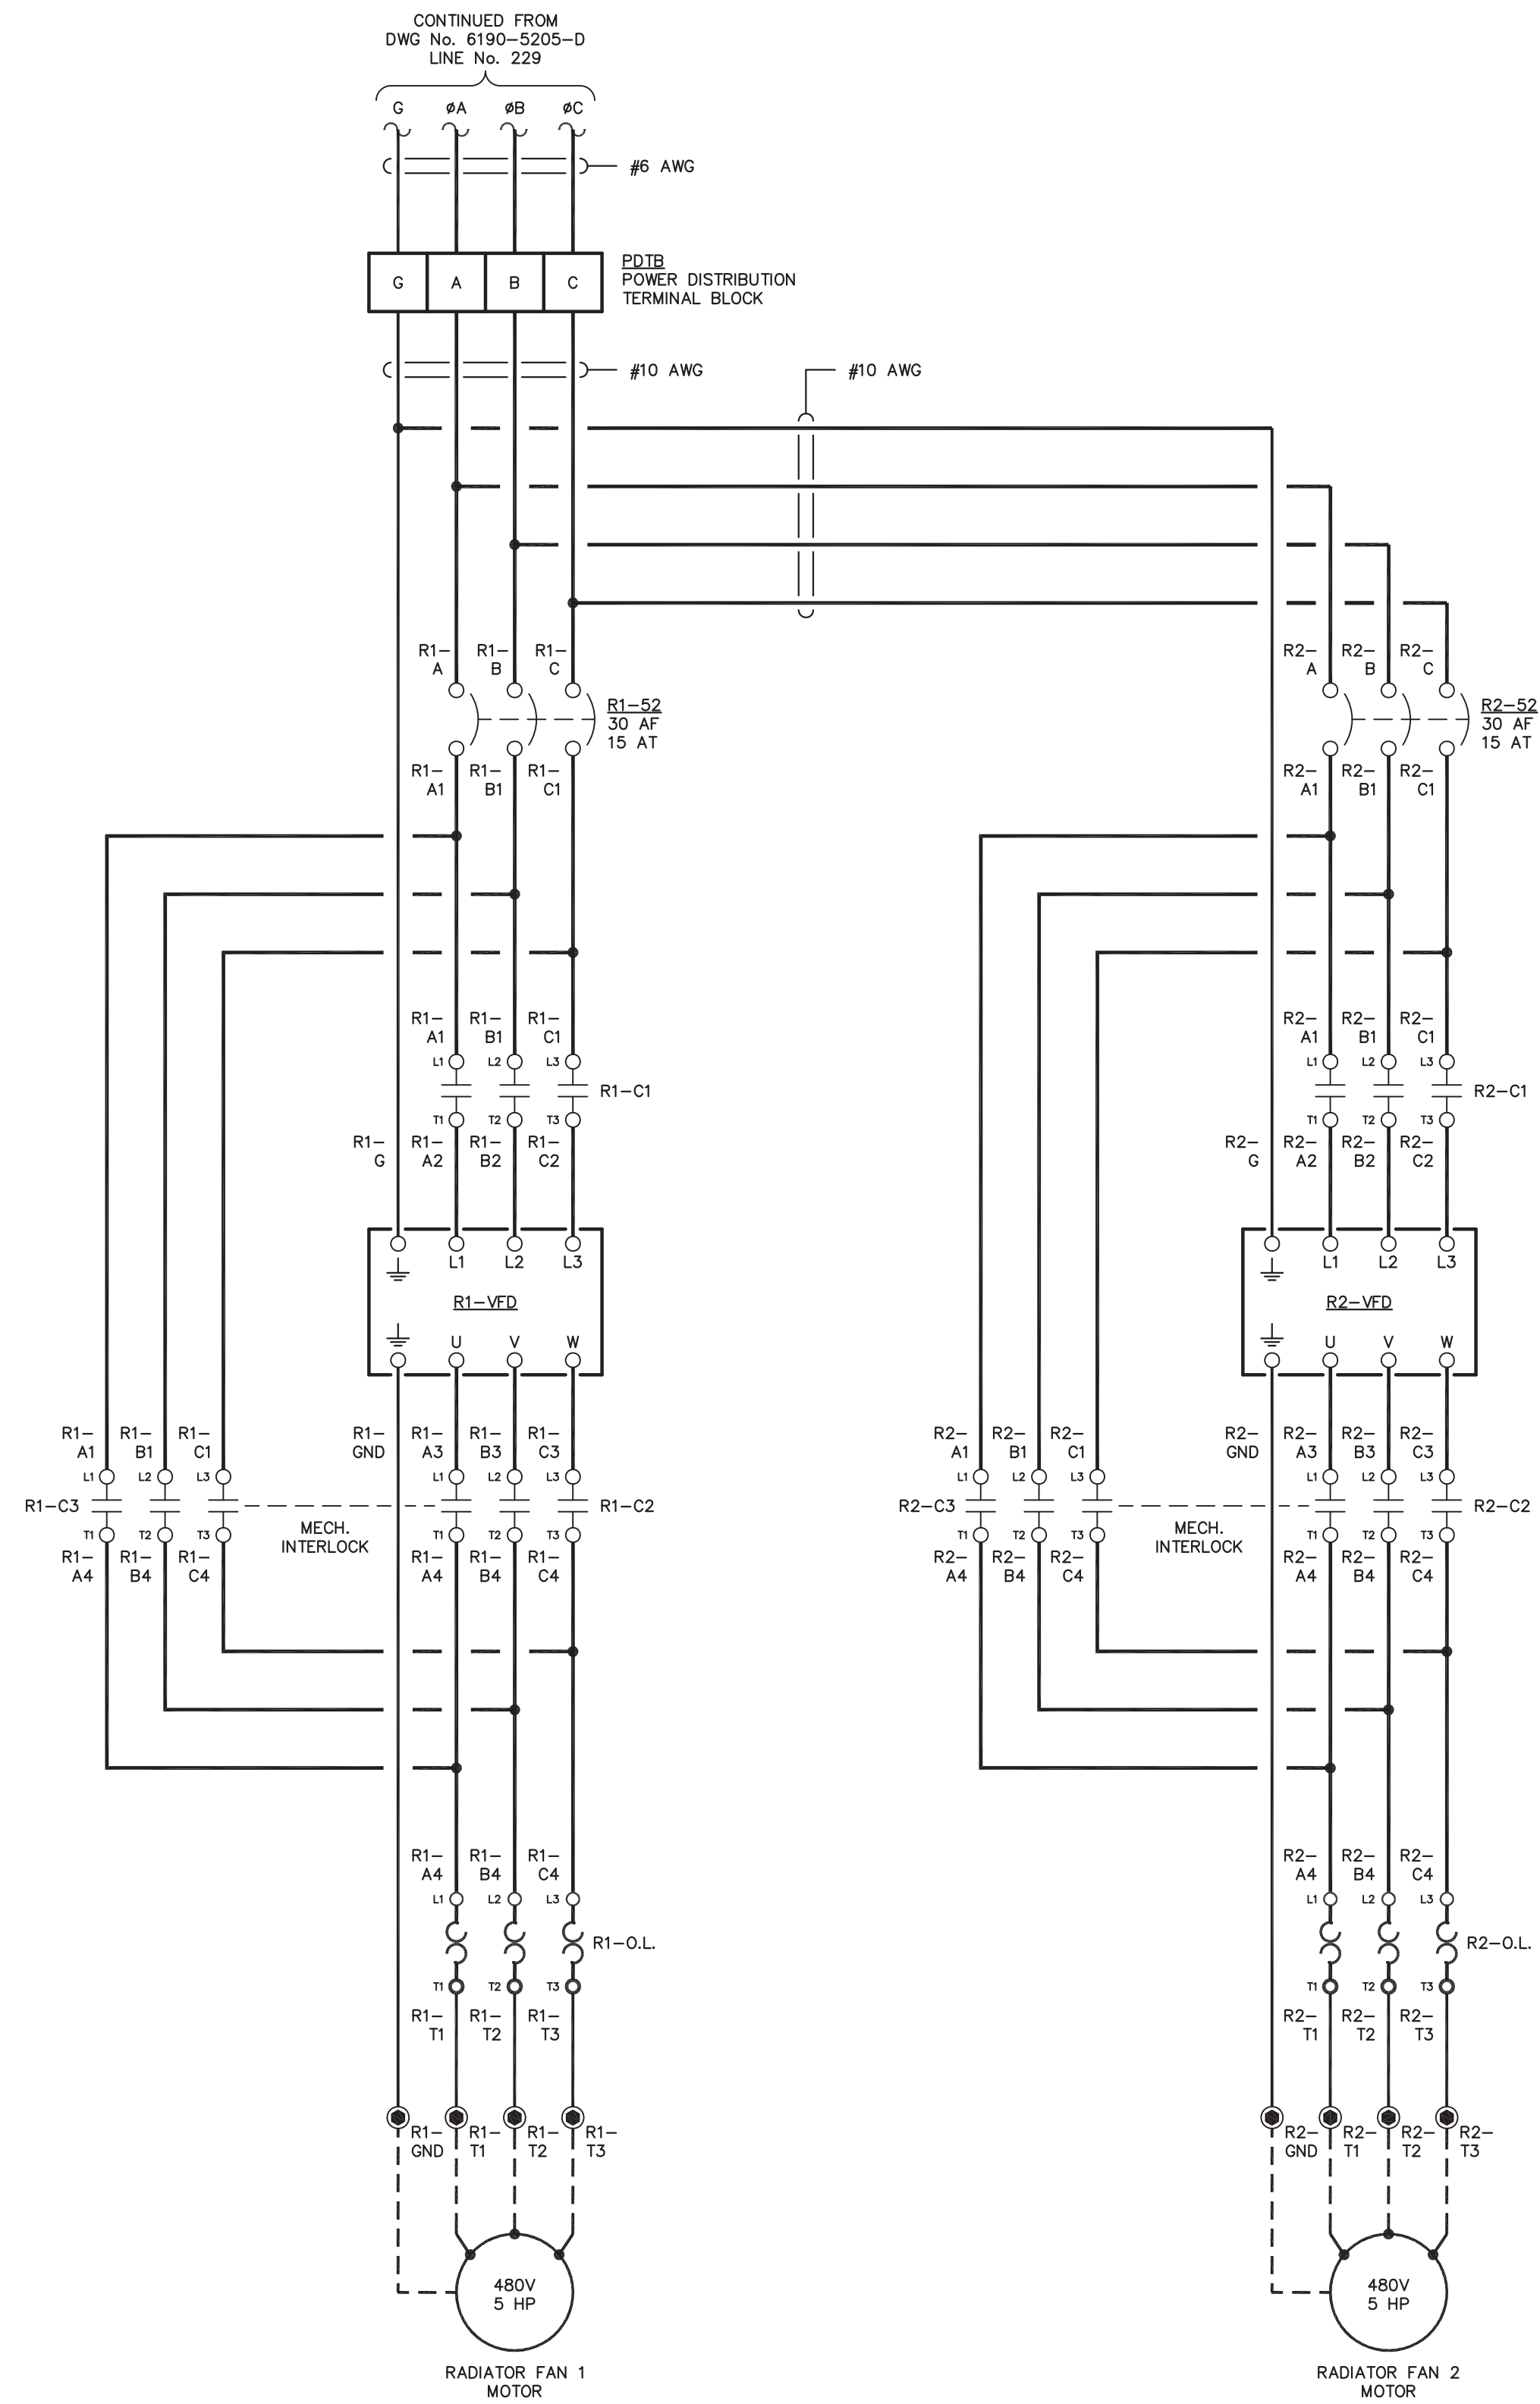 CONTINUED FROM
DWG No. 6190-5205-D
LINE No. 229
G ØA ØB ØC
#6 AWG
G A B C
PDTB
POWER DISTRIBUTION
TERMINAL BLOCK
#10 AWG #10 AWG
R1- R1- R1- R2- R2- R2-
A B C A B C
R1-52 R2-52
30 AF 30 AF
15 AT 15 AT
R1- R1- R1- R2- R2- R2-
A1 B1 C1 A1 B1 C1
R1- R1- R1- R2- R2- R2-
A1 B1 C1 A1 B1 C1
L1 L2 L3 L1 L2 L3
R1-C1 R2-C1
T1 T2 T3 T1 T2 T3
R1- R1- R1- R1- R2- R2- R2- R2-
G A2 B2 C2 G A2 B2 C2
L1 L2 L3 L1 L2 L3
R1-VFD R2-VFD
U V W U V W
R1- R1- R1- R1- R1- R1- R1- R2- R2- R2- R2- R2- R2- R2-
A1 B1 C1 GND A3 B3 C3 A1 B1 C1 GND A3 B3 C3
L1 L2 L3 L1 L2 L3 L1 L2 L3 L1 L2 L3
R1-C3 R1-C2 R2-C3 R2-C2
MECH. MECH.
INTERLOCK INTERLOCK
T1 T2 T3 T1 T2 T3 T1 T2 T3 T1 T2 T3
R1- R1- R1- R1- R1- R1- R2- R2- R2- R2- R2- R2-
A4 B4 C4 A4 B4 C4 A4 B4 C4 A4 B4 C4
R1- R1- R1- R2- R2- R2-
A4 B4 C4 A4 B4 C4
L1 L2 L3 L1 L2 L3
R1-O.L. R2-O.L.
T1 T2 T3 T1 T2 T3
R1- R1- R1- R2- R2- R2-
T1 T2 T3 T1 T2 T3
R1- R1- R1- R1- R2- R2- R2- R2-
GND T1 T2 T3 GND T1 T2 T3
480V 480V
5 HP 5 HP
RADIATOR FAN 1 RADIATOR FAN 2
MOTOR MOTOR